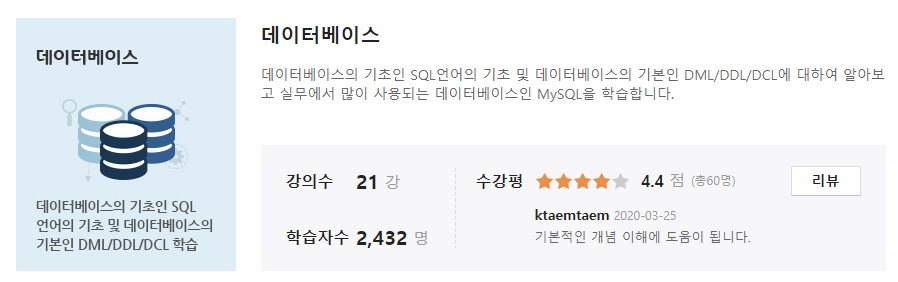 데이터베이스
데이터베이스의 기초인 SQL
언어의 기초 및 데이터베이스의
기본인 DML/DDL/DCL 학습
데이터베이스
데이터베이스의 기초인 SQL언어의 기초 및 데이터베이스의 기본인 DML/DDL/DCL에 대하여 알아보
고 실무에서 많이 사용되는 데이터베이스인 MySQL을 학습합니다.
강의수 21 강
학습자수 2,432 명
수강평 4.4 점 (총60명)
리뷰
ktaemtaem 2020-03-25
기본적인 개념 이해에 도움이 됩니다.